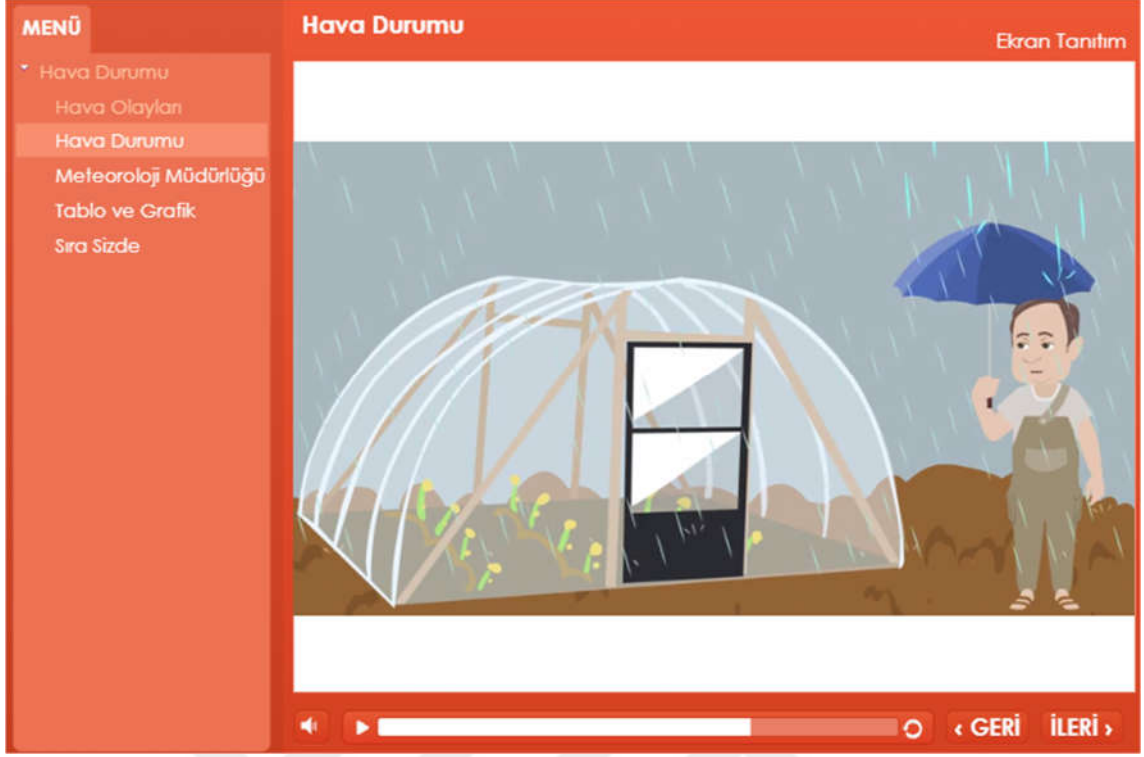 MENÜ
Hava Durumu
Hava Olayları
Hava Durumu
Meteoroloji Müdürlüğü
Tablo ve Grafik
Sıra Sizde
Hava Durumu
Ekran Tanıtım
‹ GERİ
İLERİ ›